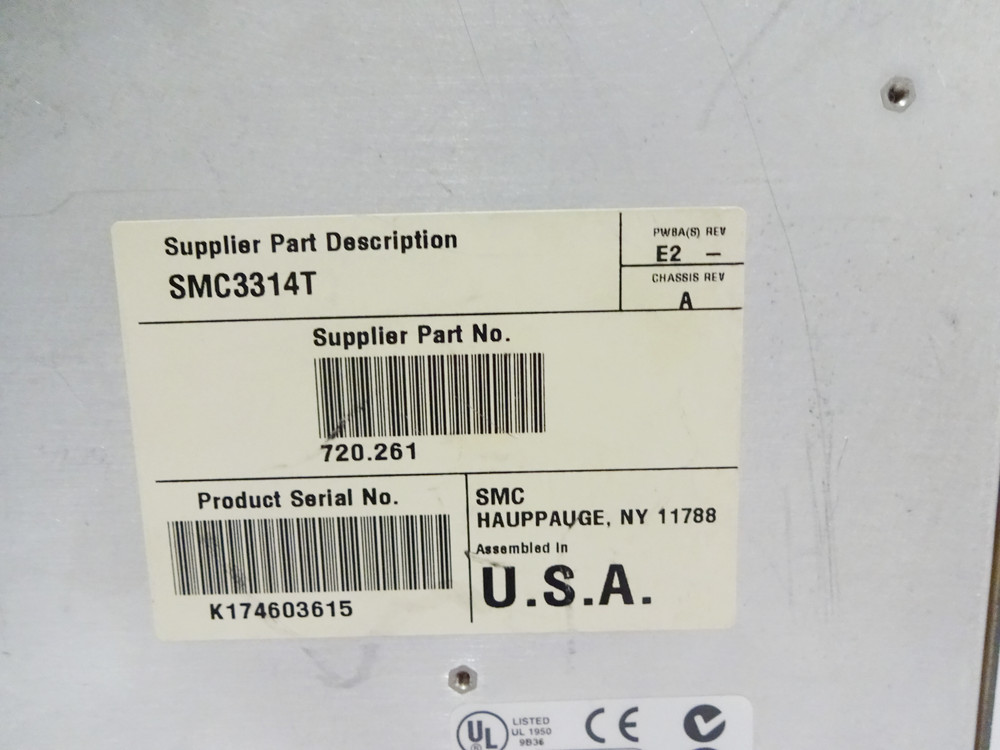 Supplier Part Description
SMC3314T
PWBA(S) REV
E2 –
CHASSIS REV
A
Supplier Part No.
720.261
Product Serial No.
K174603615
SMC
HAUPPAUGE, NY 11788
Assembled in
U.S.A.
UL
®
LISTED
UL 1950
9B36
CE